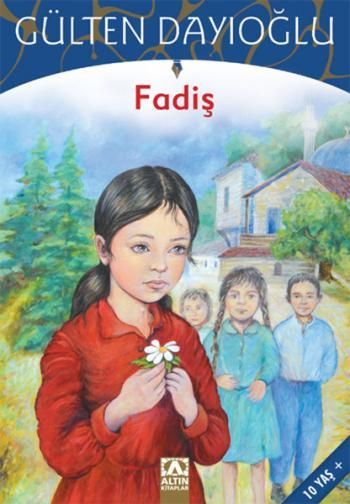 GÜLTEN DAYIOĞLU
Fadiş
ALTIN
KİTAPLAR
10 YAŞ +